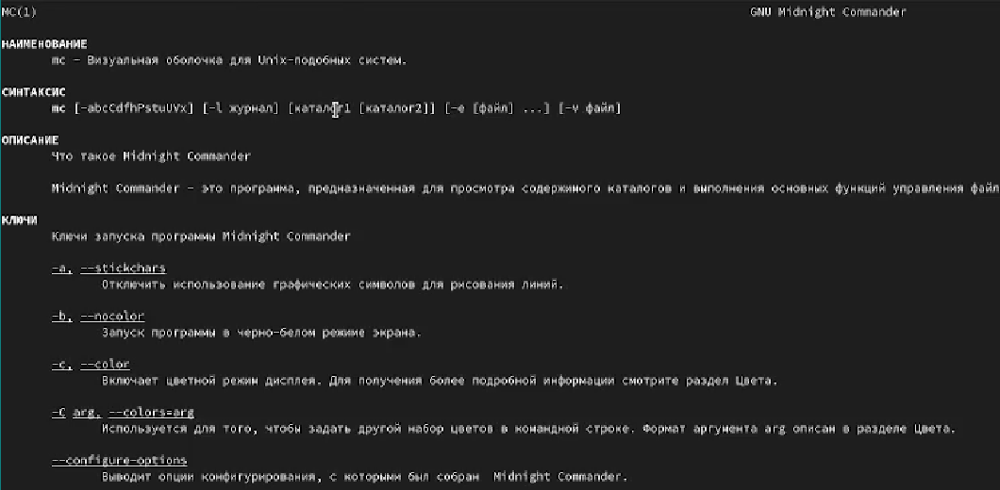 MC(1) GNU Midnight Commander
НАИМЕНОВАНИЕ
mc - Визуальная оболочка для Unix-подобных систем.
СИНТАКСИС
mc [-abcCdfhPstuUVx] [-l журнал] [каталог1 [каталог2]] [-e [файл] ...] [-v файл]
ОПИСАНИЕ
Что такое Midnight Commander
Midnight Commander - это программа, предназначенная для просмотра содержимого каталогов и выполнения основных функций управления файл
КЛЮЧИ
Ключи запуска программы Midnight Commander
-a, --stickchars
Отключить использование графических символов для рисования линий.
-b, --nocolor
Запуск программы в черно-белом режиме экрана.
-c, --color
Включает цветной режим дисплея. Для получения более подробной информации смотрите раздел Цвета.
-C arg, --colors=arg
Используется для того, чтобы задать другой набор цветов в командной строке. Формат аргумента arg описан в разделе Цвета.
--configure-options
Выводит опции конфигурирования, с которыми был собран Midnight Commander.